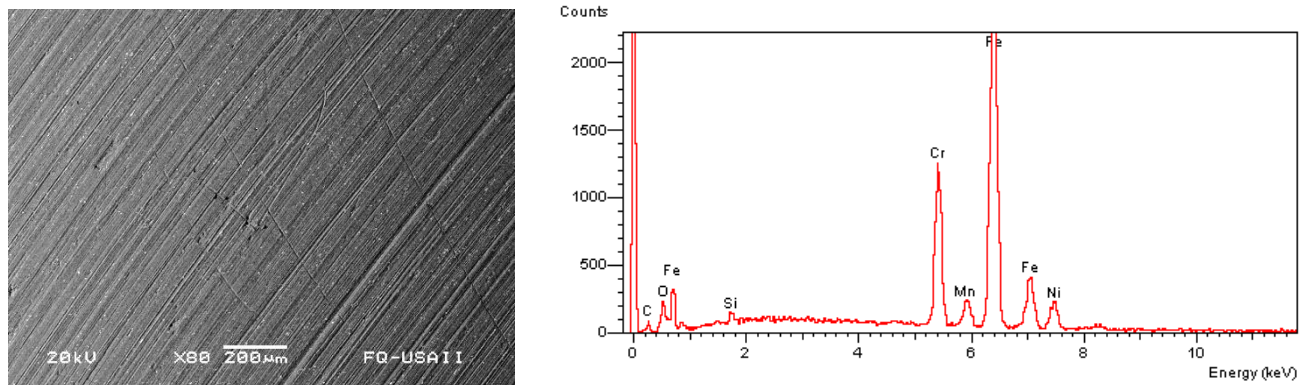 20kV X80 200µm FQ-USAII
Counts
2000
1500
1000
500
0
Fe
Cr
Fe
O
C
Si
Mn
Fe
Ni
0 2 4 6 8 10
Energy (keV)